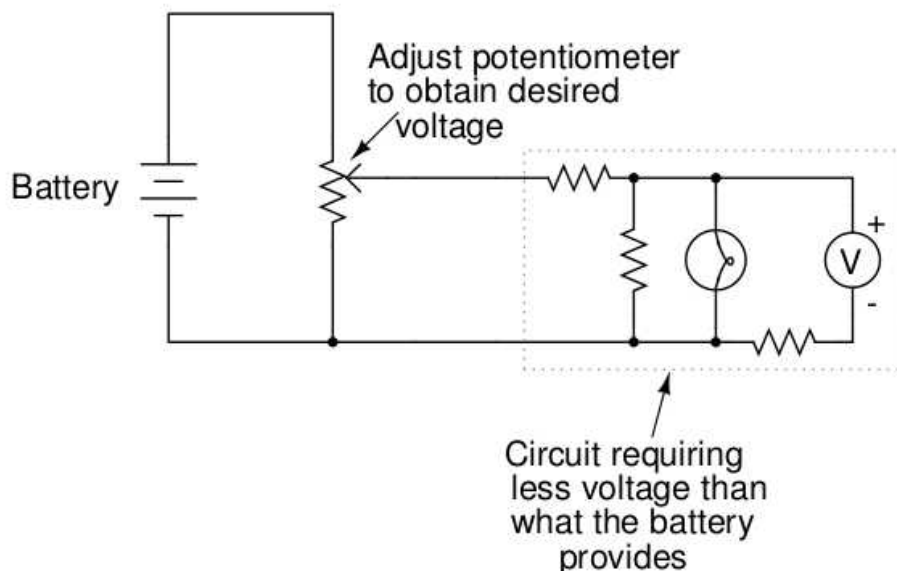 Adjust potentiometer
to obtain desired
voltage
Battery
+
V
-
Circuit requiring
less voltage than
what the battery
provides